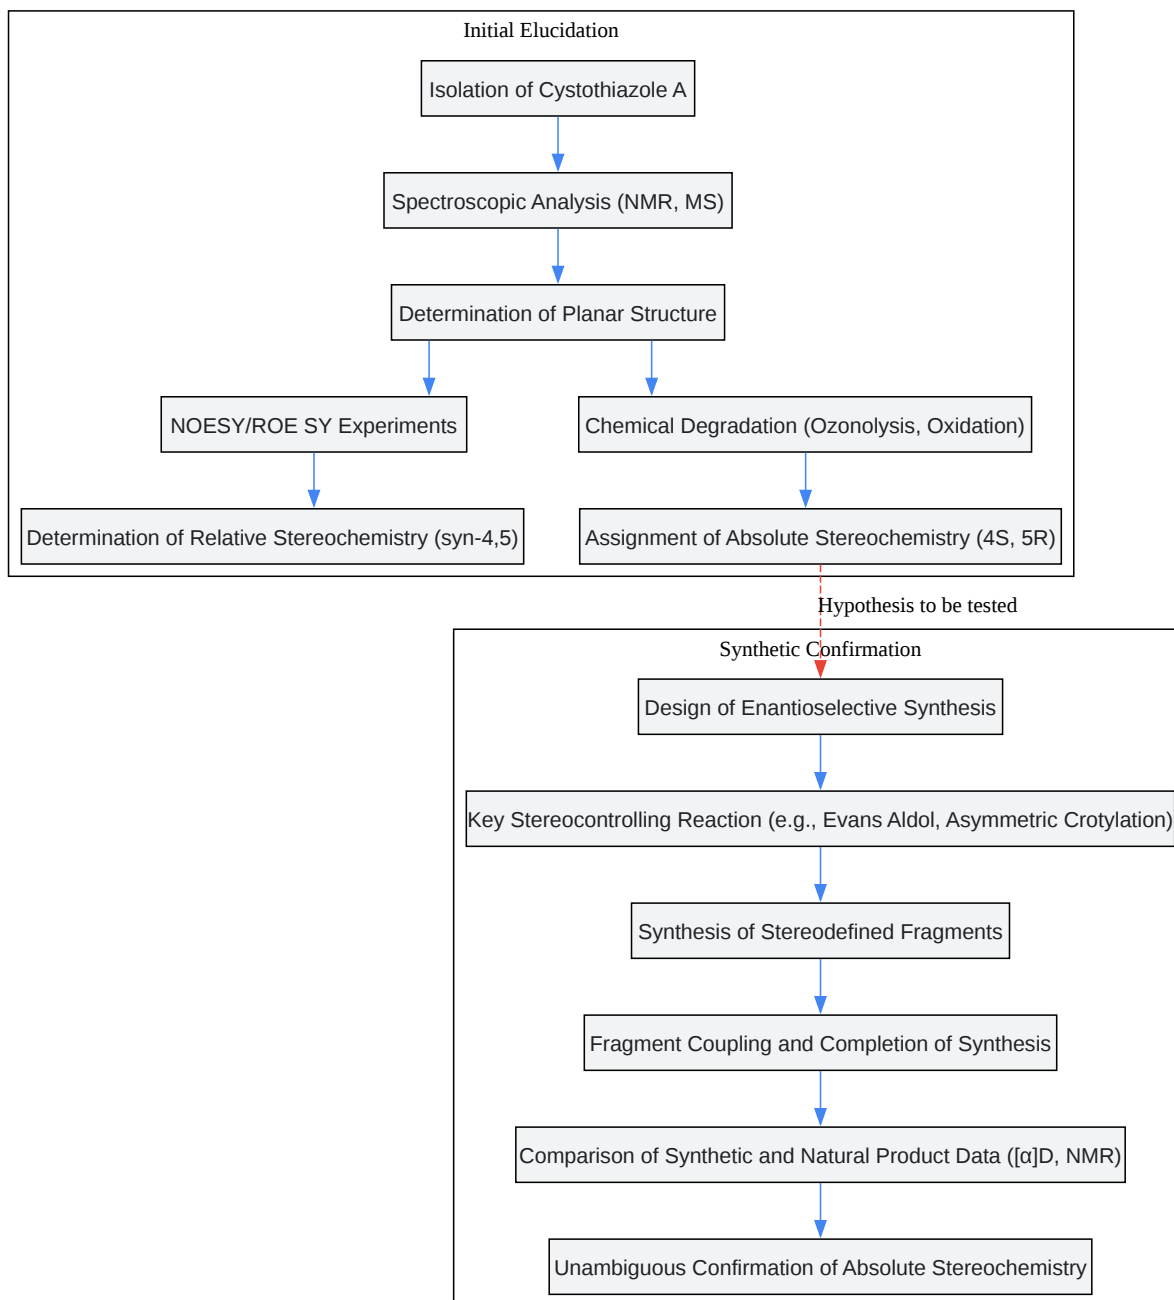 Initial Elucidation
Isolation of Cystothiazole A
Spectroscopic Analysis (NMR, MS)
Determination of Planar Structure
NOESY/ROE SY Experiments
Chemical Degradation (Ozonolysis, Oxidation)
Determination of Relative Stereochemistry (syn-4,5)
Assignment of Absolute Stereochemistry (4S, 5R)
Hypothesis to be tested
Synthetic Confirmation
Design of Enantioselective Synthesis
Key Stereocontrolling Reaction (e.g., Evans Aldol, Asymmetric Crotylation)
Synthesis of Stereodefined Fragments
Fragment Coupling and Completion of Synthesis
Comparison of Synthetic and Natural Product Data ([α]D, NMR)
Unambiguous Confirmation of Absolute Stereochemistry